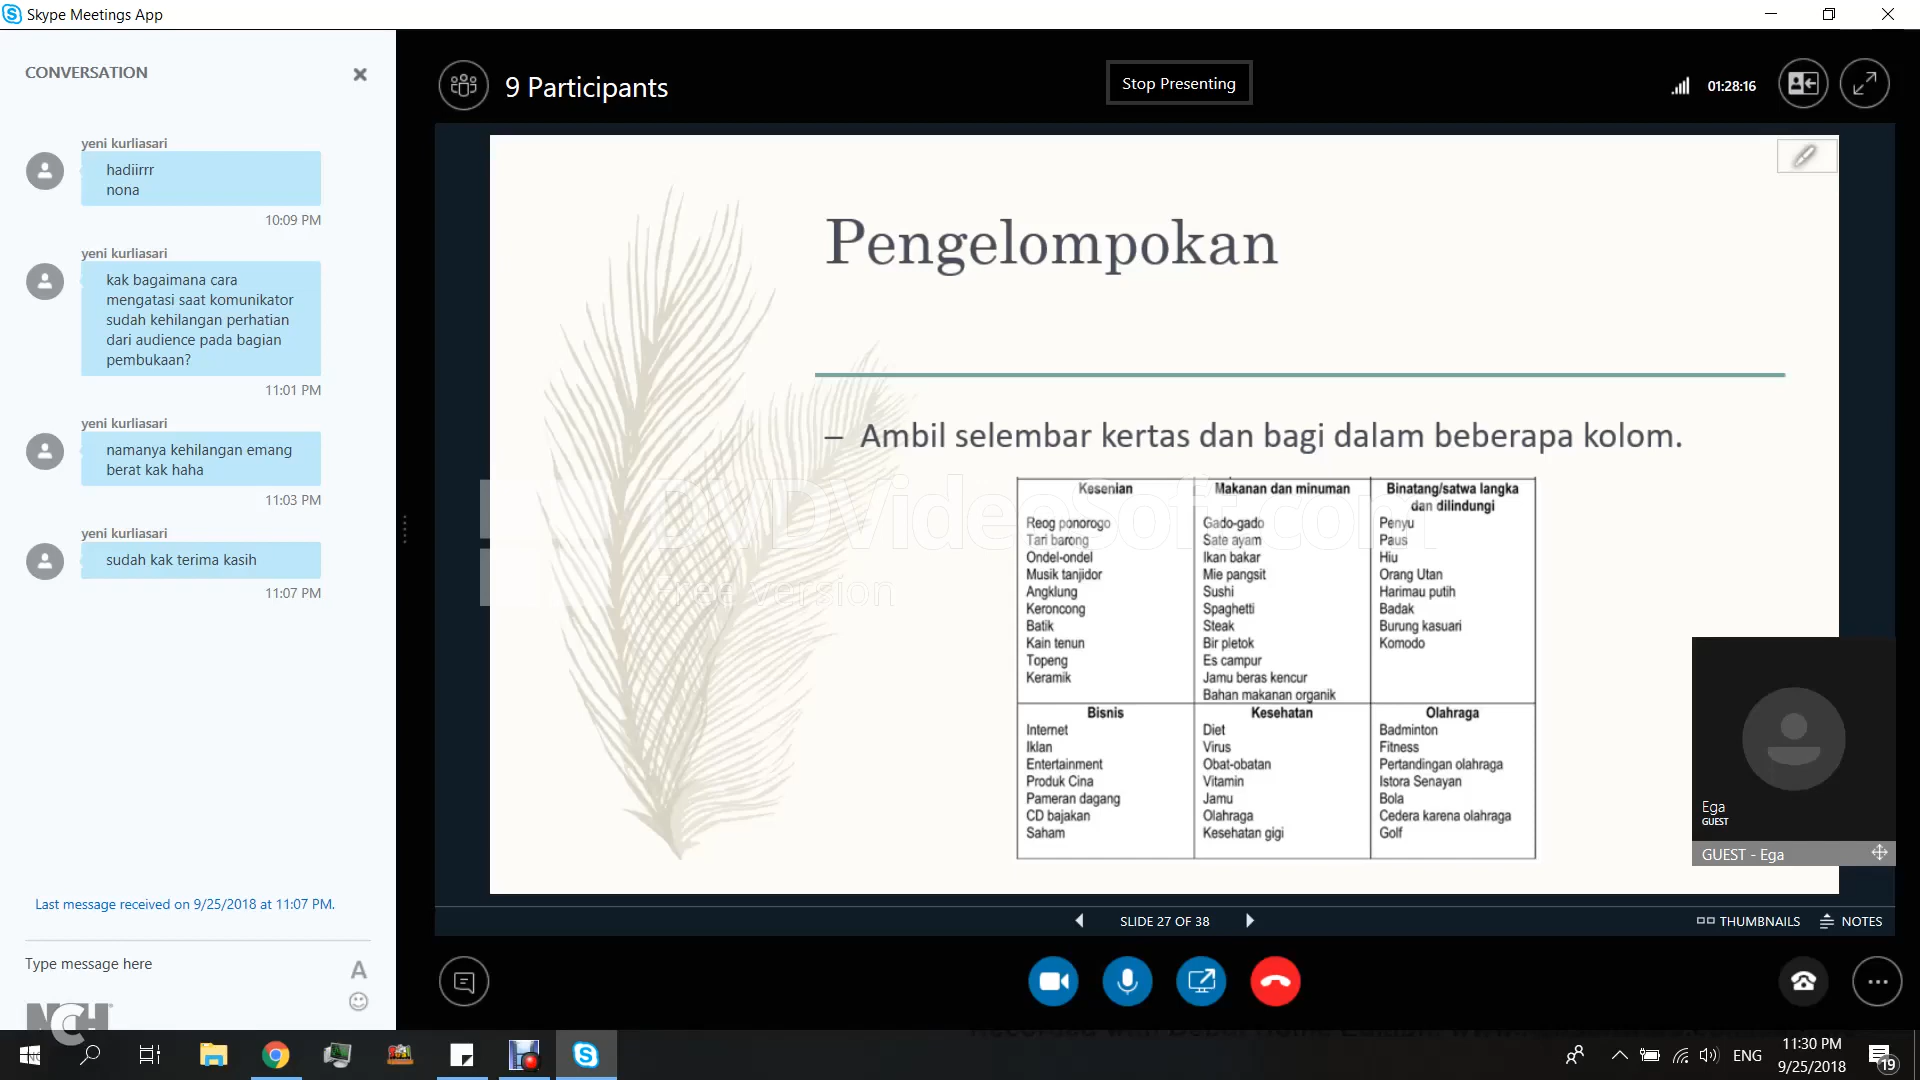 Skype Meetings App
CONVERSATION
yeni kurliasari
hadiirrr
nona
10:09 PM
yeni kurliasari
kak bagaimana cara
mengatasi saat komunikator
sudah kehilangan perhatian
dari audience pada bagian
pembukaan?
11:01 PM
yeni kurliasari
namanya kehilangan emang
berat kak haha
11:03 PM
yeni kurliasari
sudah kak terima kasih
11:07 PM
Last message received on 9/25/2018 at 11:07 PM.
Type message here
A
NCH
9 Participants
Stop Presenting
01:28:16
Pengelompokan
– Ambil selembar kertas dan bagi dalam beberapa kolom.
DVDVideoSoft.com
Free version
Kesenian
Reog ponorogo
Tari barong
Ondel-ondel
Musik tanjidor
Angklung
Keroncong
Batik
Kain tenun
Topeng
Keramik
Makanan dan minuman
Gado-gado
Sate ayam
Ikan bakar
Mie pangsit
Sushi
Spaghetti
Steak
Bir pletok
Es campur
Jamu beras kencur
Bahan makanan organik
Binatang/satwa langka
dan dilindungi
Penyu
Paus
Hiu
Orang Utan
Harimau putih
Badak
Burung kasuari
Komodo
Bisnis
Internet
Iklan
Entertainment
Produk Cina
Pameran dagang
CD bajakan
Saham
Kesehatan
Diet
Virus
Obat-obatan
Vitamin
Jamu
Olahraga
Kesehatan gigi
Olahraga
Badminton
Fitness
Pertandingan olahraga
Istora Senayan
Bola
Cedera karena olahraga
Golf
Ega
GUEST
GUEST - Ega
SLIDE 27 OF 38
THUMBNAILS
NOTES
ENG
11:30 PM
9/25/2018
19